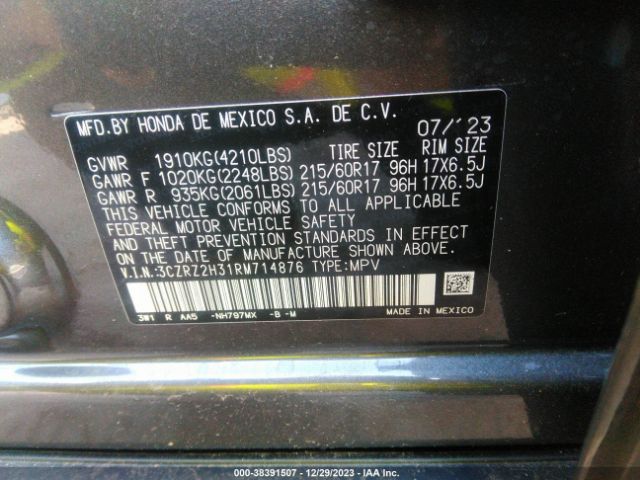 MFD.BY HONDA DE MEXICO S.A. DE C.V. 07/'23
GVWR 1910KG(4210LBS) TIRE SIZE RIM SIZE
GAWR F 1020KG(2248LBS) 215/60R17 96H 17X6.5J
GAWR R 935KG(2061LBS) 215/60R17 96H 17X6.5J
THIS VEHICLE CONFORMS TO ALL APPLICABLE
FEDERAL MOTOR VEHICLE SAFETY
AND THEFT PREVENTION STANDARDS IN EFFECT
ON THE DATE OF MANUFACTURE SHOWN ABOVE.
V.I.N.:3CZRZ2H31RM714876 TYPE:MPV
3W1 R AA5 -NH797MX -B -M MADE IN MEXICO
000-38391507 - 12/29/2023 - IAA Inc.